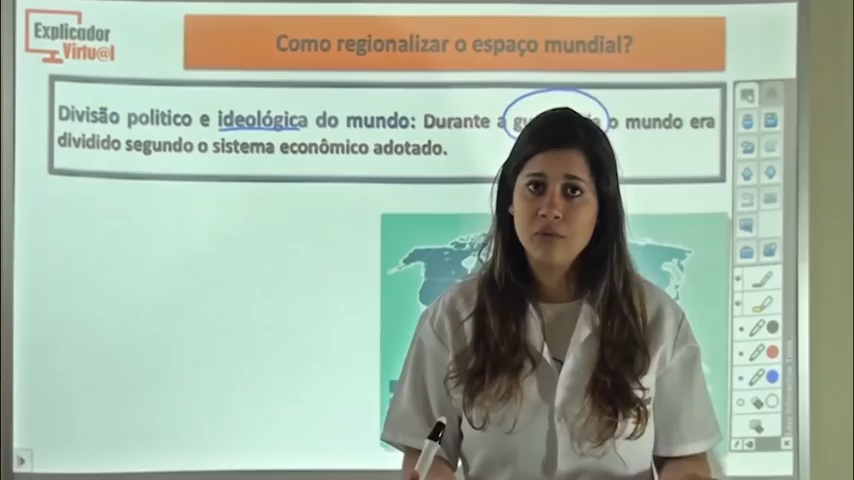 Explicador
Virtu@l
Como regionalizar o espaço mundial?
Divisão politico e ideológica do mundo: Durante a o mundo era
dividido segundo o sistema econômico adotado.